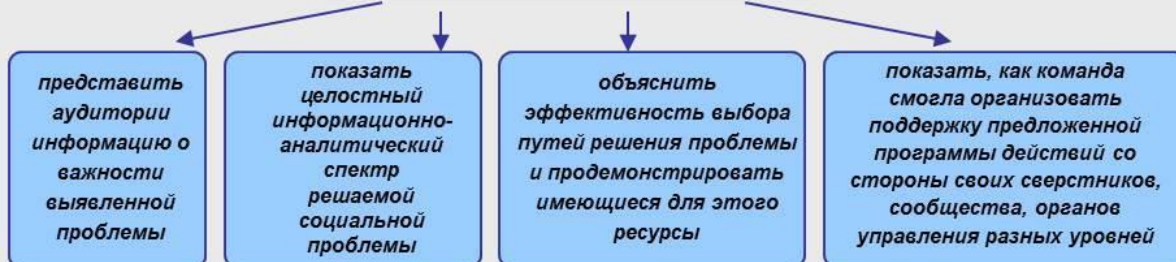 представить
аудитории
информацию о
важности
выявленной
проблемы
показать
целостный
информационно-
аналитический
спектр
решаемой
социальной
проблемы
объяснить
эффективность выбора
путей решения проблемы
и продемонстрировать
имеющиеся для этого
ресурсы
показать, как команда
смогла организовать
поддержку предложенной
программы действий со
стороны своих сверстников,
сообщества, органов
управления разных уровней